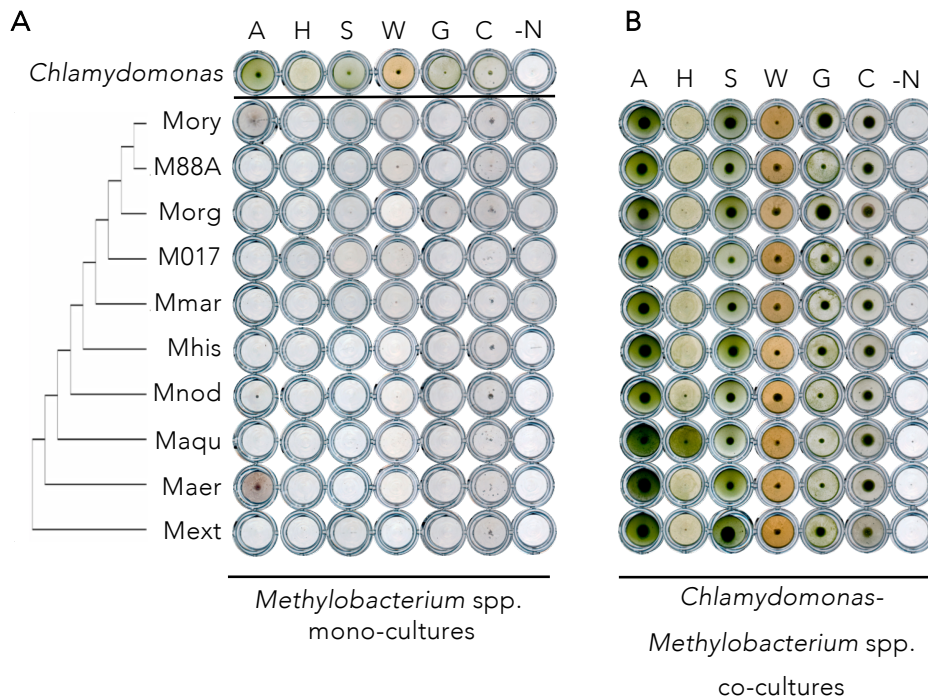 A
A H S W G C -N
Chlamydomonas
Mory
M88A
Morg
M017
Mmar
Mhis
Mnod
Maqu
Maer
Mext
Methylobacterium spp.
mono-cultures
B
A H S W G C -N
Chlamydomonas-
Methylobacterium spp.
co-cultures